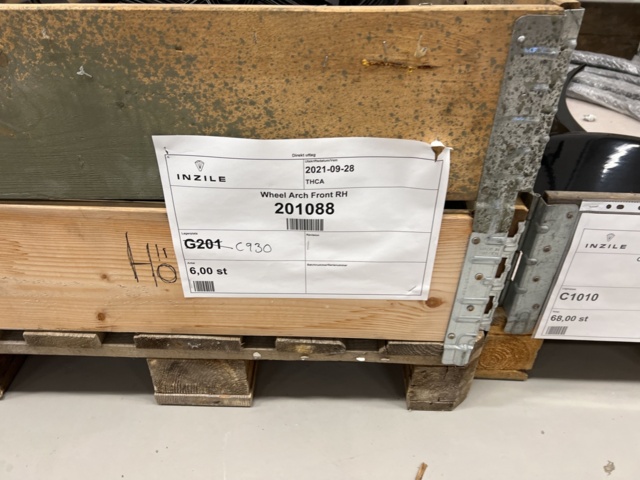 INZILE
2021-09-28
THCA
Wheel Arch Front RH
201088
G201 C930
6,00 st
HÖ
INZILE
C1010
68,00 st